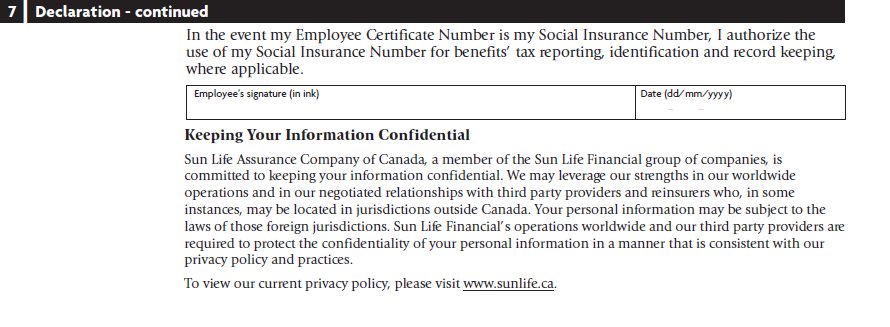 7 Declaration - continued
In the event my Employee Certificate Number is my Social Insurance Number, I authorize the
use of my Social Insurance Number for benefits’ tax reporting, identification and record keeping,
where applicable.
Employee’s signature (in ink) Date (dd/mm/yyyy)
– –
Keeping Your Information Confidential
Sun Life Assurance Company of Canada, a member of the Sun Life Financial group of companies, is
committed to keeping your information confidential. We may leverage our strengths in our worldwide
operations and in our negotiated relationships with third party providers and reinsurers who, in some
instances, may be located in jurisdictions outside Canada. Your personal information may be subject to the
laws of those foreign jurisdictions. Sun Life Financial’s operations worldwide and our third party providers are
required to protect the confidentiality of your personal information in a manner that is consistent with our
privacy policy and practices.
To view our current privacy policy, please visit www.sunlife.ca.